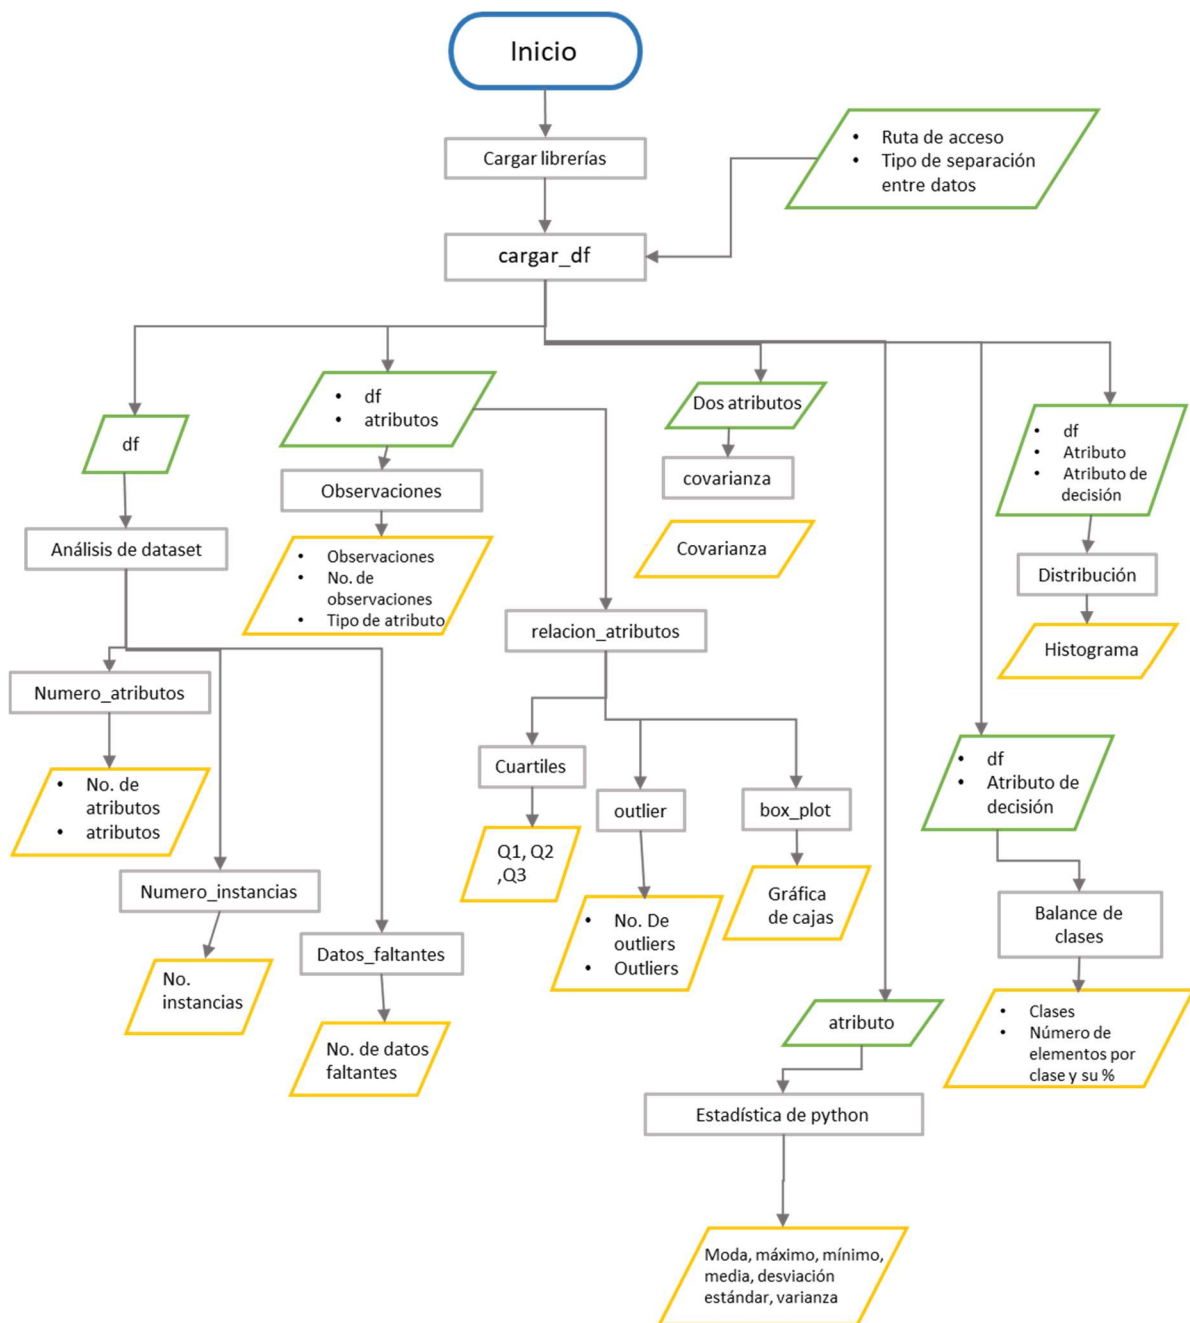 Inicio
Cargar librerías
• Ruta de acceso
• Tipo de separación
entre datos
cargar_df
df
Análisis de dataset
Numero_atributos
• No. de
atributos
• atributos
Numero_instancias
No.
instancias
Datos_faltantes
No. de datos
faltantes
• df
• atributos
Observaciones
• Observaciones
• No. de
observaciones
• Tipo de atributo
relacion_atributos
Cuartiles
Q1, Q2
,Q3
outlier
• No. De
outliers
• Outliers
box_plot
Gráfica
de cajas
Dos atributos
covarianza
Covarianza
atributo
Estadística de python
Moda, máximo, mínimo,
media, desviación
estándar, varianza
• df
• Atributo de
decisión
Balance de
clases
• Clases
• Número de
elementos por
clase y su %
• df
• Atributo
• Atributo de
decisión
Distribución
Histograma